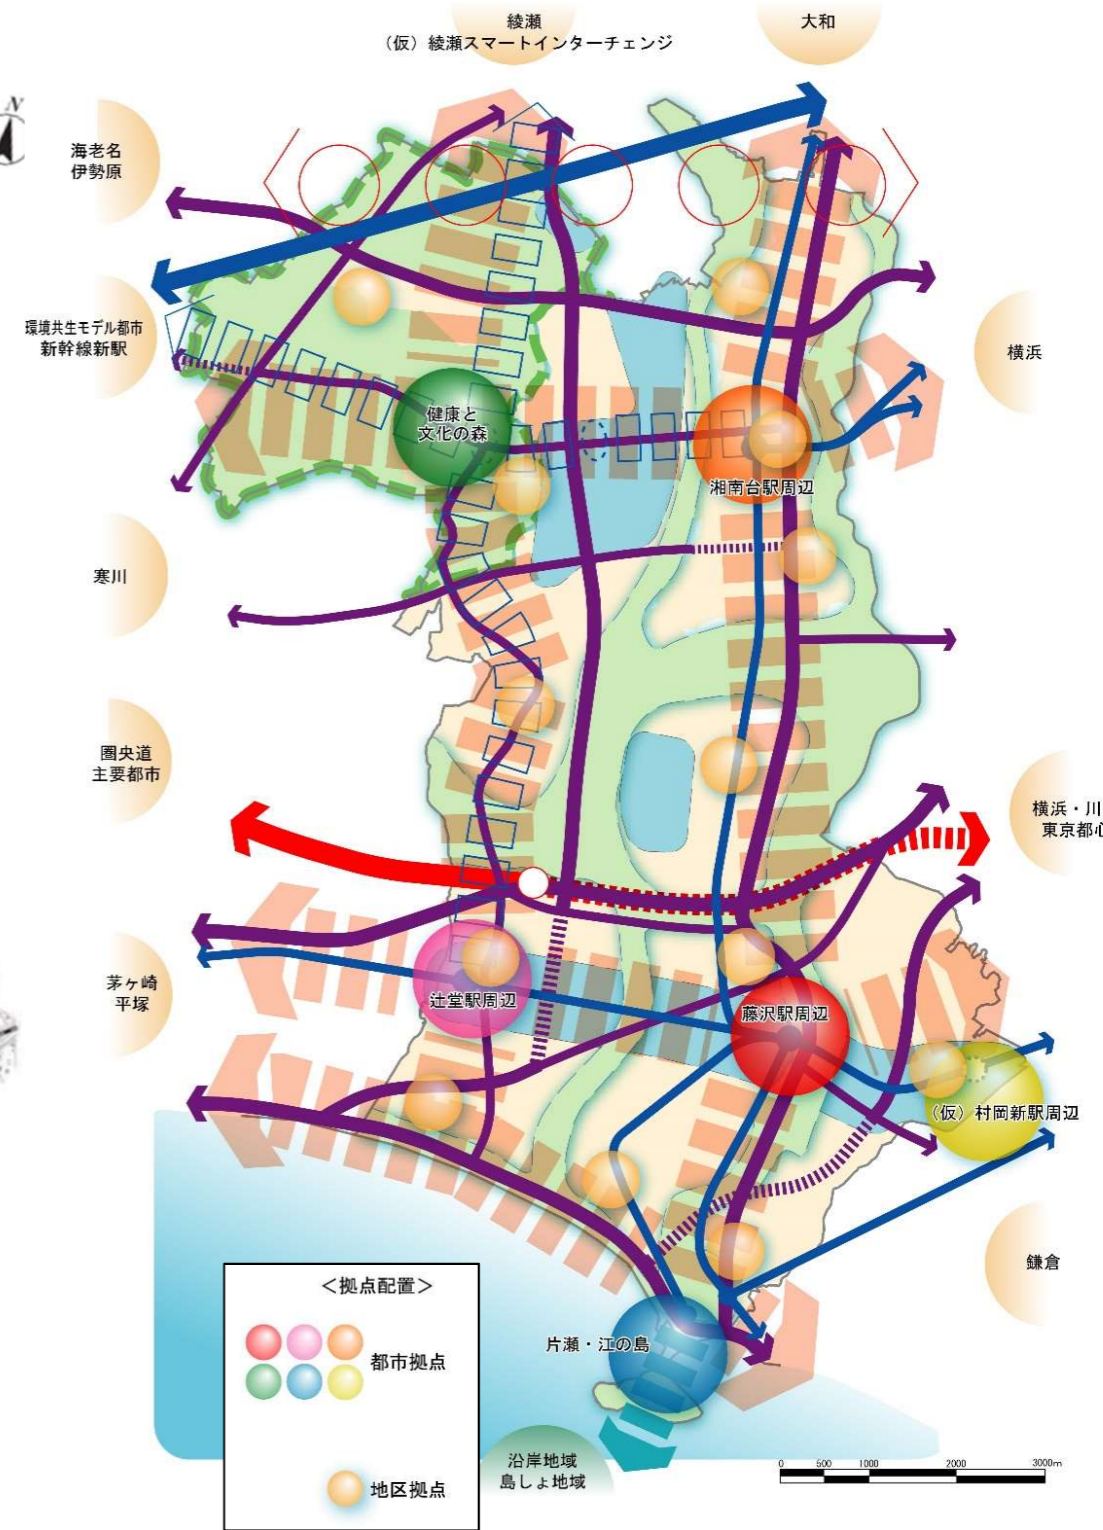 綾瀬
(仮)綾瀬スマートインターチェンジ
大和
N
海老名
伊勢原
環境共生モデル都市
新幹線新駅
横浜
健康と
文化の森
湘南台駅周辺
寒川
圏央道
主要都市
横浜・川
東京都心
茅ヶ崎
平塚
辻堂駅周辺
藤沢駅周辺
(仮)村岡新駅周辺
鎌倉
片瀬・江の島
<拠点配置>
都市拠点
地区拠点
沿岸地域
島しょ地域
0 500 1000 2000 3000m